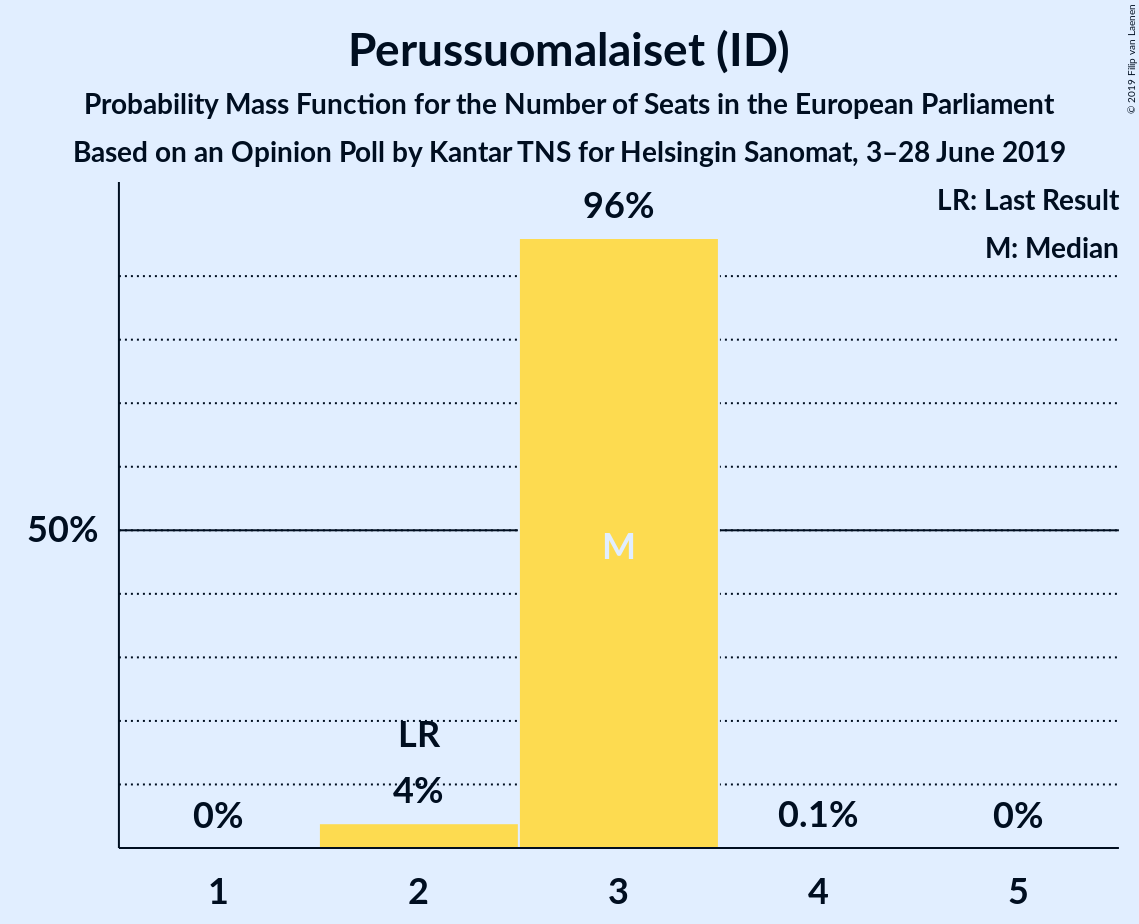 Perussuomalaiset (ID)
Probability Mass Function for the Number of Seats in the European Parliament
Based on an Opinion Poll by Kantar TNS for Helsingin Sanomat, 3–28 June 2019
© 2019 Filip van Laenen
LR: Last Result
M: Median
96%
50%
M
LR
4%
0%
0.1%
0%
1 2 3 4 5